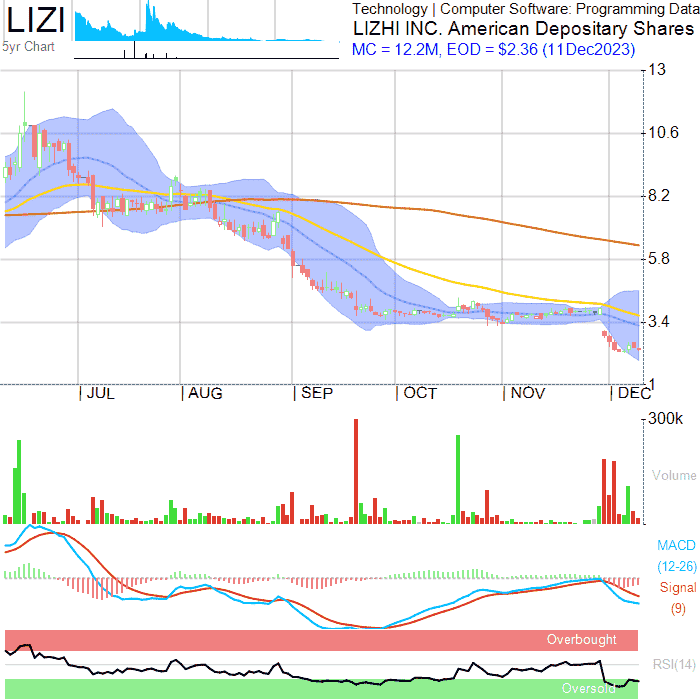 LIZI
5yr Chart
Technology | Computer Software: Programming Data
LIZHI INC. American Depositary Shares
MC = 12.2M, EOD = $2.36 (11Dec2023)
13
10.6
8.2
5.8
3.4
1
JUL AUG SEP OCT NOV DEC
300k
Volume
MACD
(12-26)
Signal
(9)
Overbought
RSI(14)
Oversold